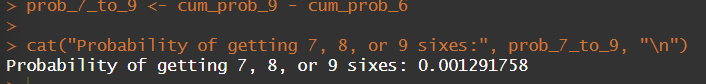 > prob_7_to_9 <- cum_prob_9 - cum_prob_6
>
> cat("Probability of getting 7, 8, or 9 sixes:", prob_7_to_9, "\n")
Probability of getting 7, 8, or 9 sixes: 0.001291758
>